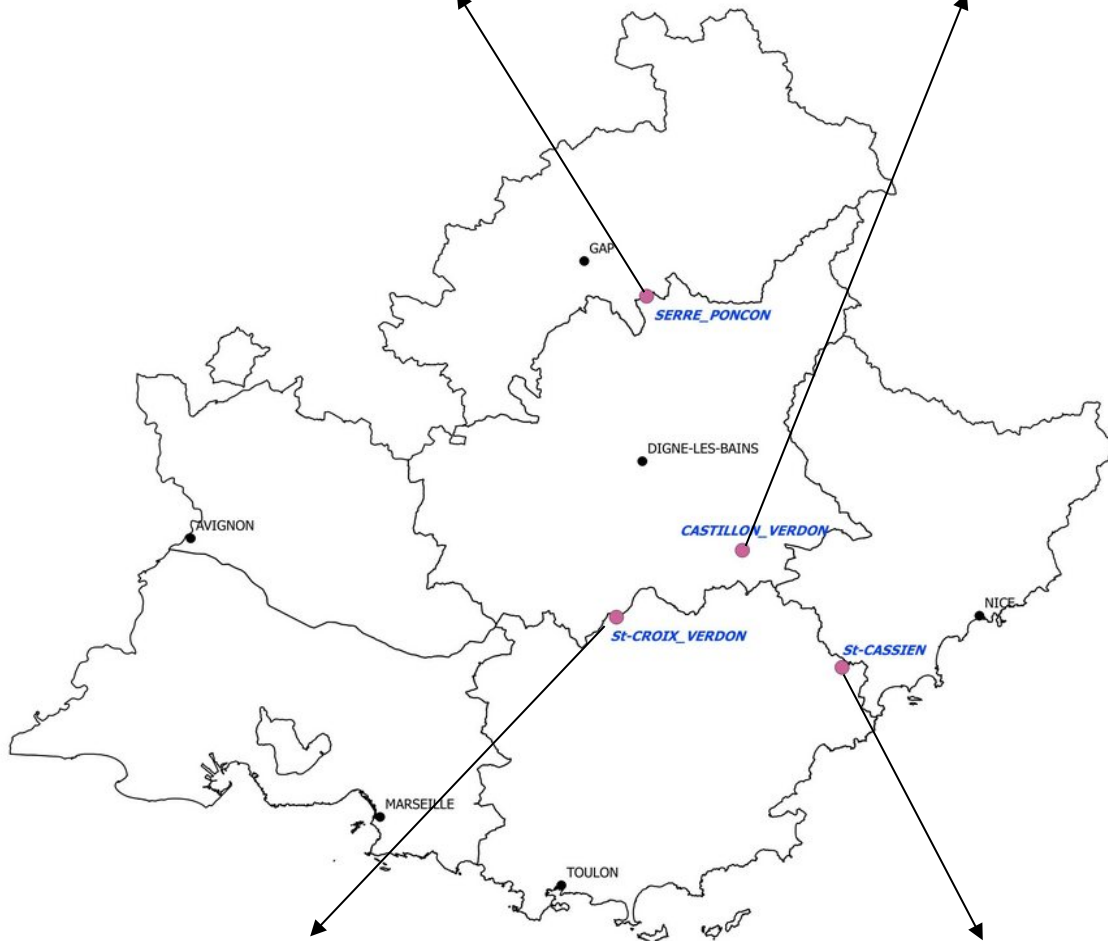 GAP
SERRE_PONCON
DIGNE-LES-BAINS
AVIGNON
CASTILLON_VERDON
NICE
St-CROIX_VERDON
St-CASSIEN
MARSEILLE
TOULON